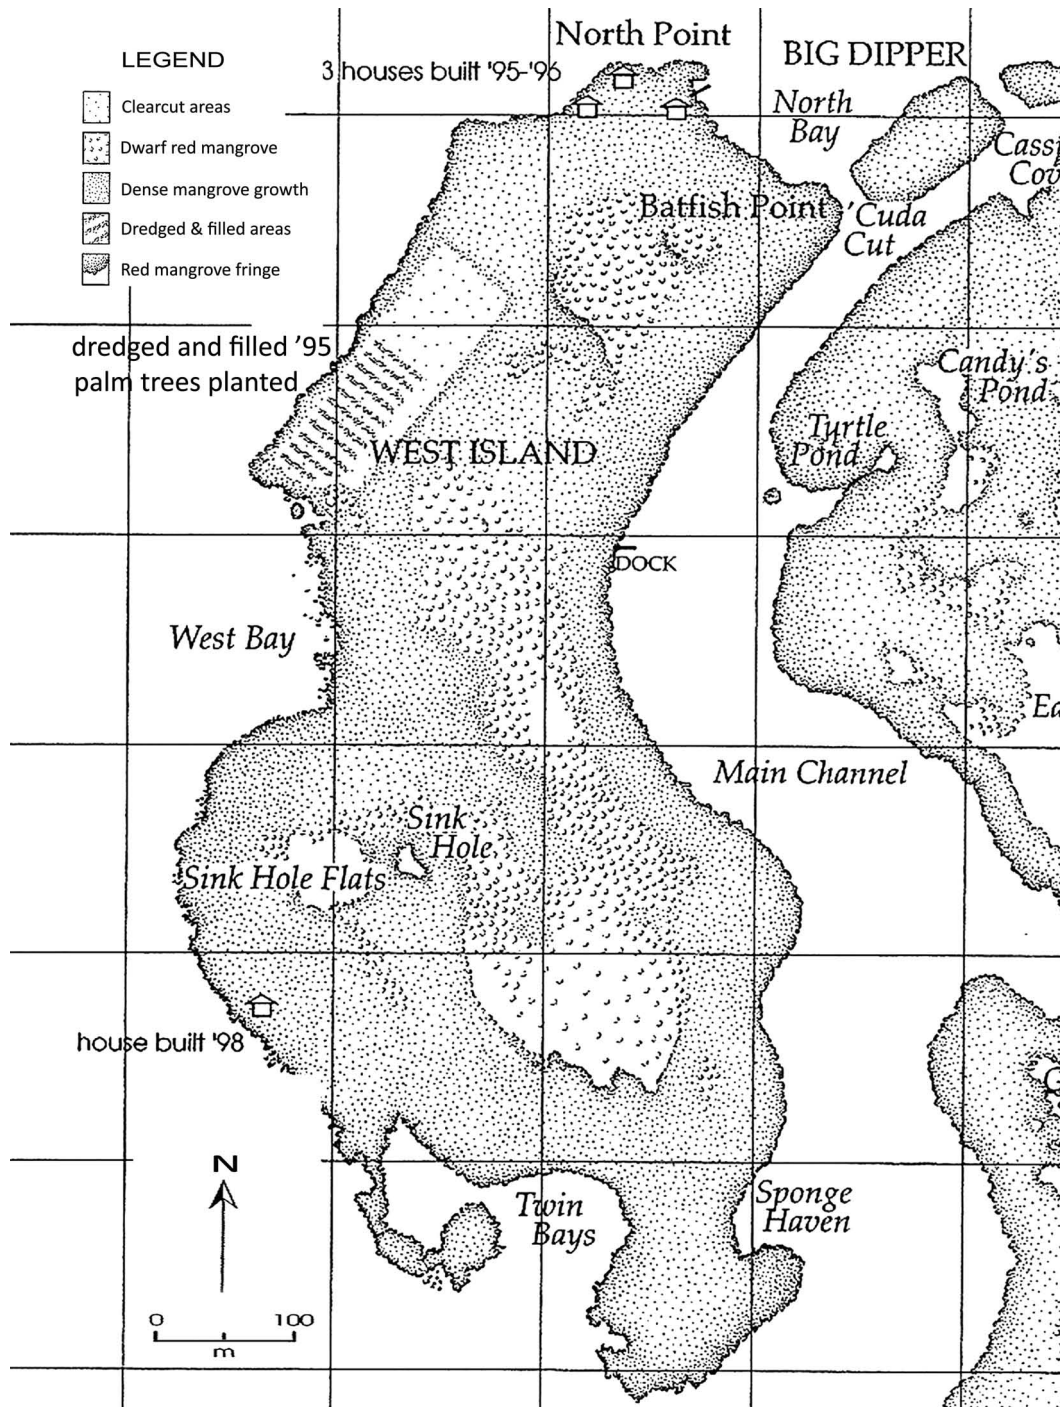 North Point
BIG DIPPER
LEGEND
3 houses built '95-'96
Clearcut areas
North
Bay
Dwarf red mangrove
Dense mangrove growth
Batfish Point
'Cuda
Cut
Dredged & filled areas
Red mangrove fringe
dredged and filled '95
palm trees planted
Candy's
Pond
Turtle
Pond
WEST ISLAND
DOCK
West Bay
Main Channel
Sink
Hole
Sink Hole Flats
house built '98
N
Twin
Bays
Sponge
Haven
0 100
m